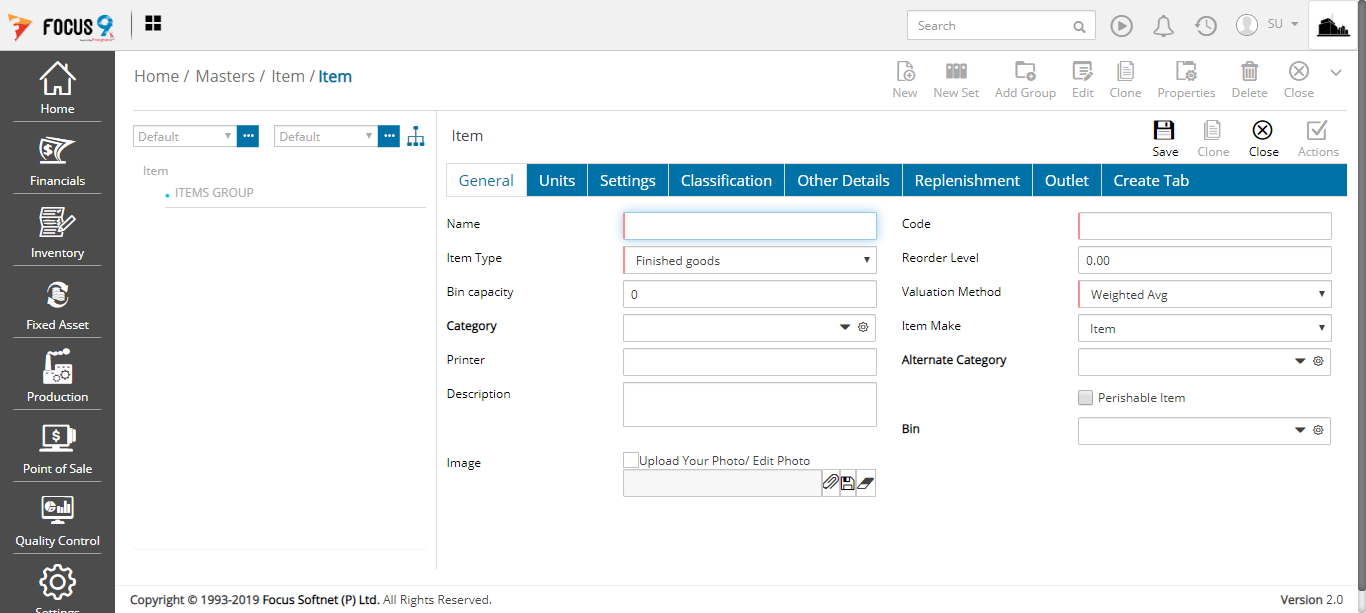 FOCUS 9
Search
SU
Home / Masters / Item / Item
New
New Set
Add Group
Edit
Clone
Properties
Delete
Close
Home
Financials
Inventory
Fixed Asset
Production
Point of Sale
Quality Control
Settings
Default
Default
Item
ITEMS GROUP
Item
Save
Clone
Close
Actions
General Units Settings Classification Other Details Replenishment Outlet Create Tab
Name
Code
Item Type Finished goods
Reorder Level 0.00
Bin capacity 0
Valuation Method Weighted Avg
Category
Item Make Item
Printer
Alternate Category
Description
Perishable Item
Bin
Image
Upload Your Photo/ Edit Photo
Copyright © 1993-2019 Focus Softnet (P) Ltd. All Rights Reserved.
Version 2.0